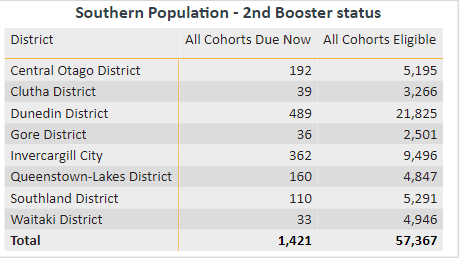 Southern Population - 2nd Booster status
District All Cohorts Due Now All Cohorts Eligible
Central Otago District 192 5,195
Clutha District 39 3,266
Dunedin District 489 21,825
Gore District 36 2,501
Invercargill City 362 9,496
Queenstown-Lakes District 160 4,847
Southland District 110 5,291
Waitaki District 33 4,946
Total 1,421 57,367